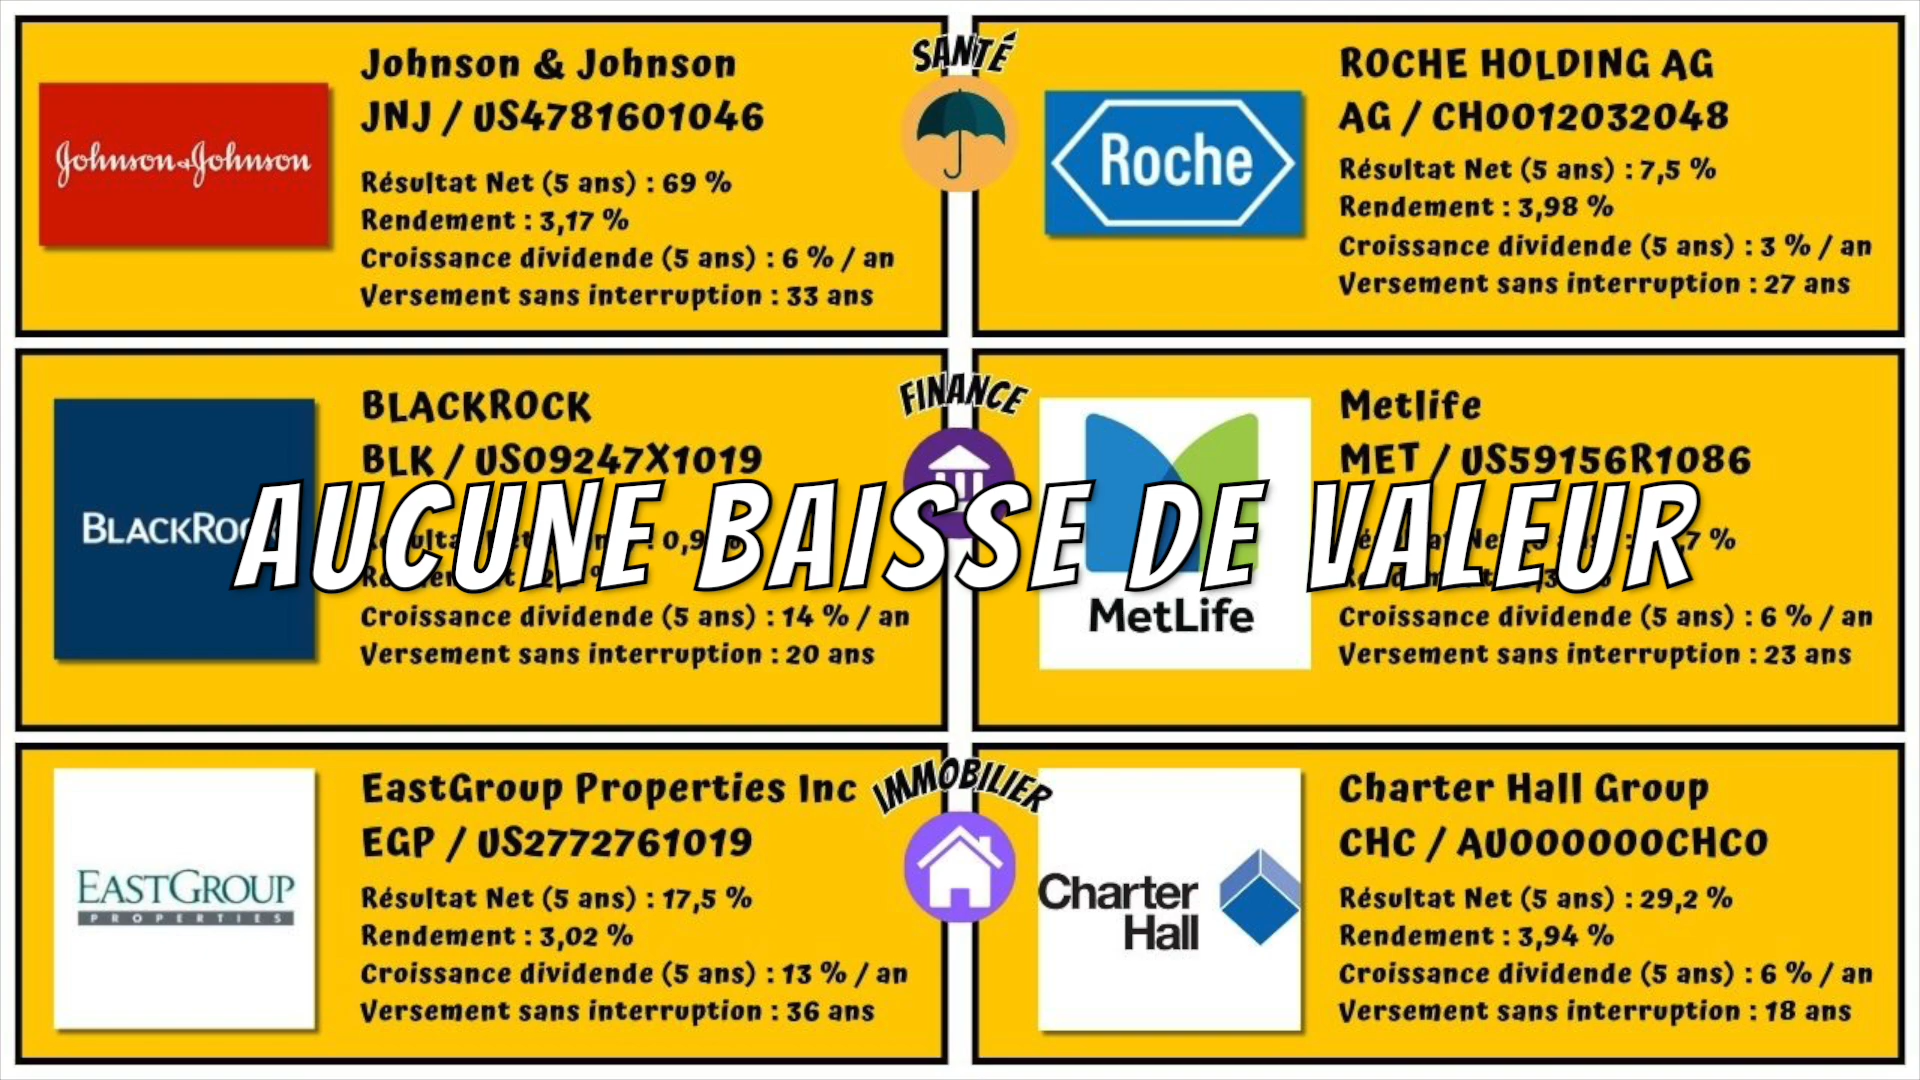 SANTÉ
Johnson & Johnson
Johnson & Johnson
JNJ / US4781601046
Résultat Net (5 ans) : 69 %
Rendement : 3,17 %
Croissance dividende (5 ans) : 6 % / an
Versement sans interruption : 33 ans
Roche
ROCHE HOLDING AG
AG / CH0012032048
Résultat Net (5 ans) : 7,5 %
Rendement : 3,98 %
Croissance dividende (5 ans) : 3 % / an
Versement sans interruption : 27 ans
FINANCE
BLACKROCK
BLK / US09247X1019
Croissance dividende (5 ans) : 14 % / an
Versement sans interruption : 20 ans
Metlife
MET / US59156R1086
MetLife
Croissance dividende (5 ans) : 6 % / an
Versement sans interruption : 23 ans
AUCUNE BAISSE DE VALEUR
IMMOBILIER
EASTGROUP
PROPERTIES
EastGroup Properties Inc
EGP / US2772761019
Résultat Net (5 ans) : 17,5 %
Rendement : 3,02 %
Croissance dividende (5 ans) : 13 % / an
Versement sans interruption : 36 ans
Charter
Hall
Charter Hall Group
CHC / AU000000CHC0
Résultat Net (5 ans) : 29,2 %
Rendement : 3,94 %
Croissance dividende (5 ans) : 6 % / an
Versement sans interruption : 18 ans